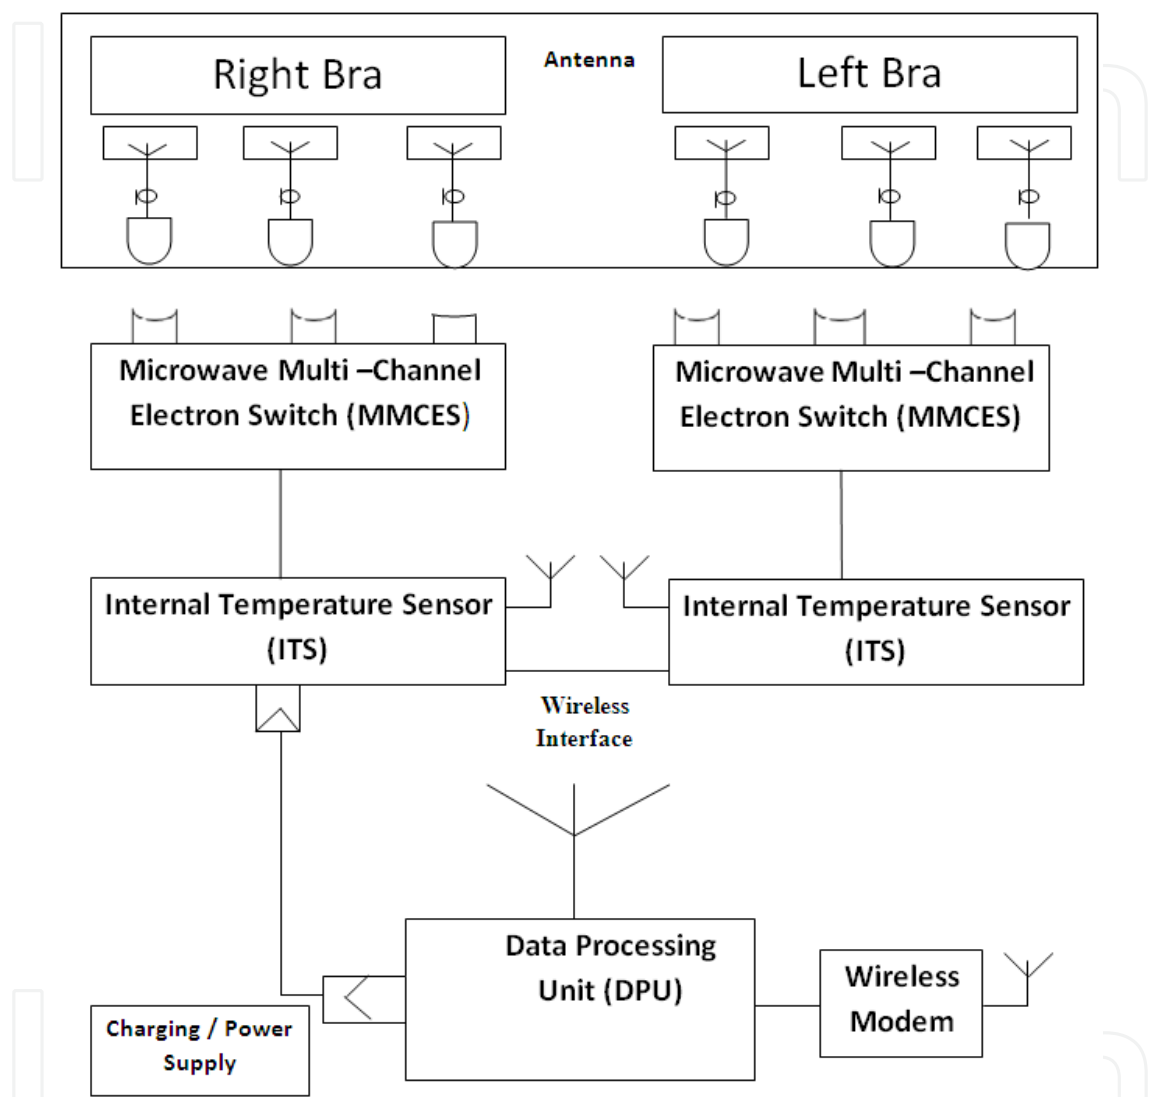 Right Bra
Antenna
Left Bra
Microwave Multi –Channel
Electron Switch (MMCES)
Microwave Multi –Channel
Electron Switch (MMCES)
Internal Temperature Sensor
(ITS)
Internal Temperature Sensor
(ITS)
Wireless
Interface
Data Processing
Unit (DPU)
Wireless
Modem
Charging / Power
Supply